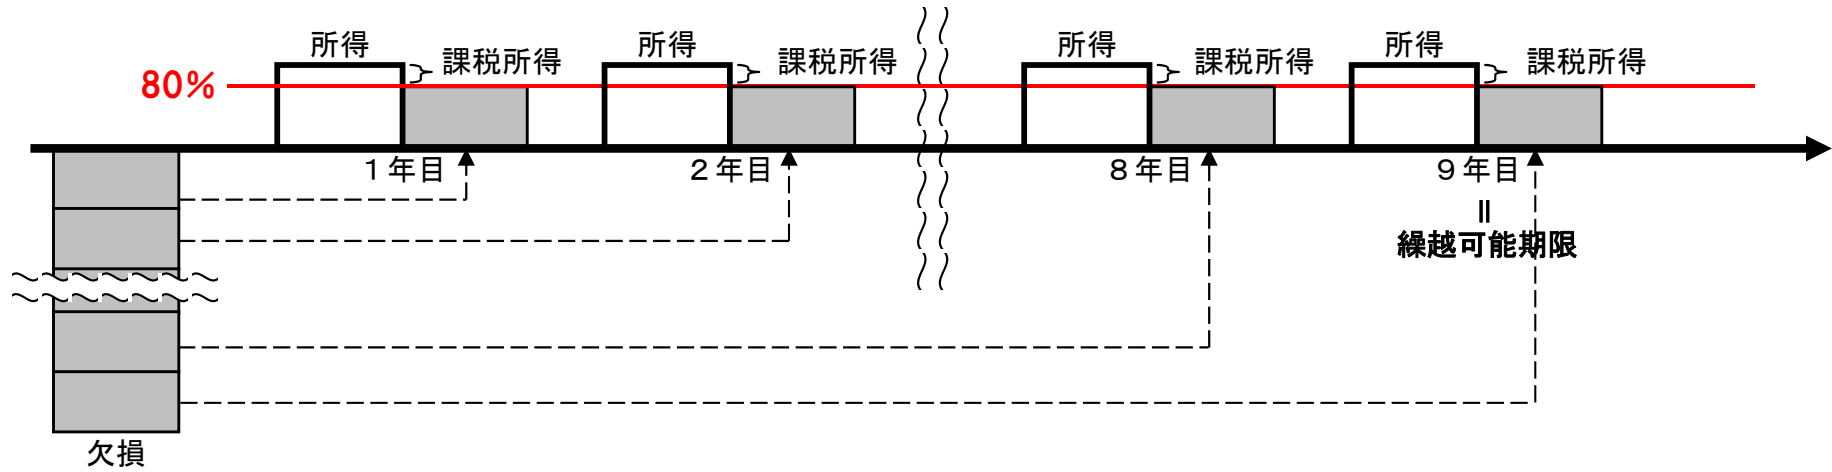 所得
課税所得
所得
課税所得
所得
課税所得
所得
課税所得
80%
１年目
２年目
８年目
９年目
＝
繰越可能期限
欠損